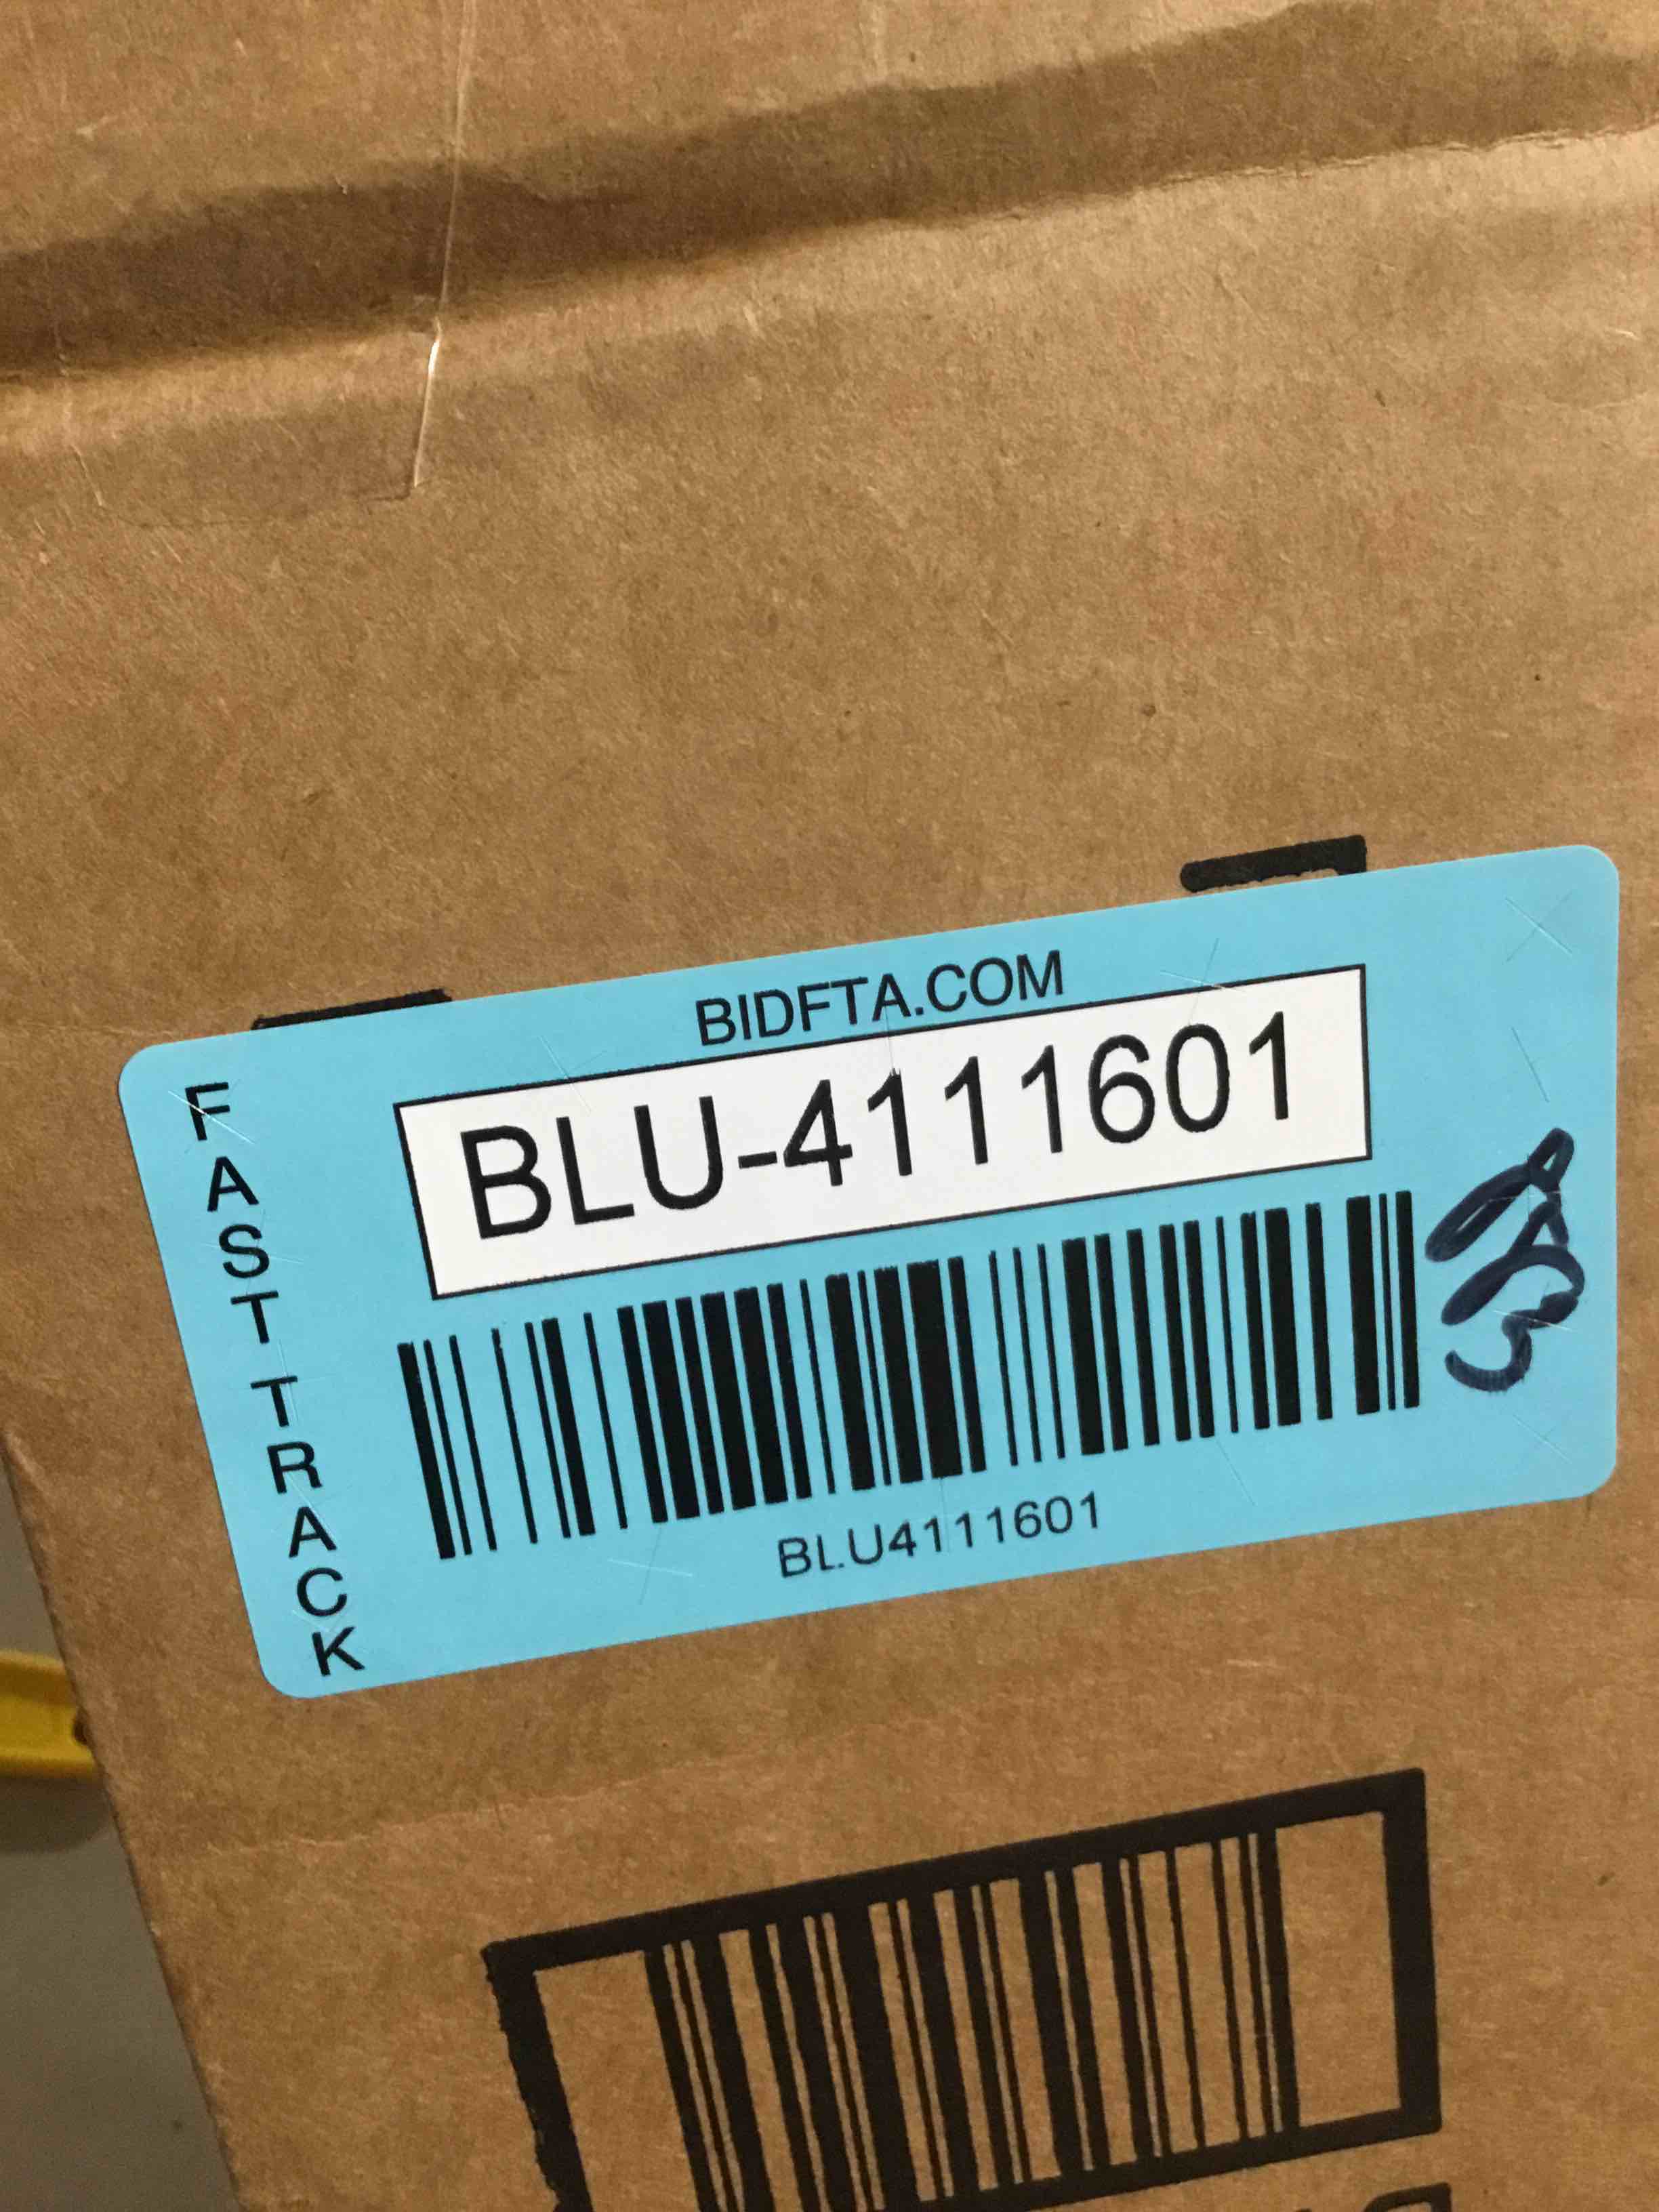 BIDFTA.COM
BLU-4111601
BLU4111601
FAST TRACK